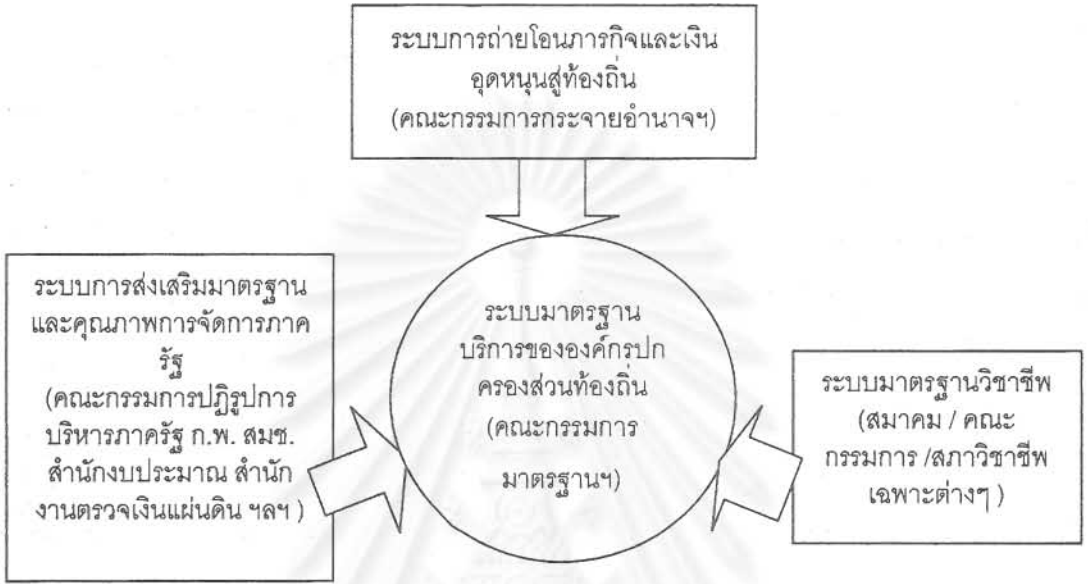 ระบบการถ่ายโอนภารกิจและเงิน
อุดหนุนสู่ท้องถิ่น
(คณะกรรมการกระจายอำนาจฯ)
ระบบการส่งเสริมมาตรฐาน
และคุณภาพการจัดการภาค
รัฐ
(คณะกรรมการปฏิรูปการ
บริหารภาครัฐ ก.พ. สมช.
สำนักงบประมาณ สำนัก
งานตรวจเงินแผ่นดิน ฯลฯ )
ระบบมาตรฐาน
บริการขององค์กรปก
ครองส่วนท้องถิ่น
(คณะกรรมการ
มาตรฐานฯ)
ระบบมาตรฐานวิชาชีพ
(สมาคม / คณะ
กรรมการ /สภาวิชาชีพ
เฉพาะต่างๆ )